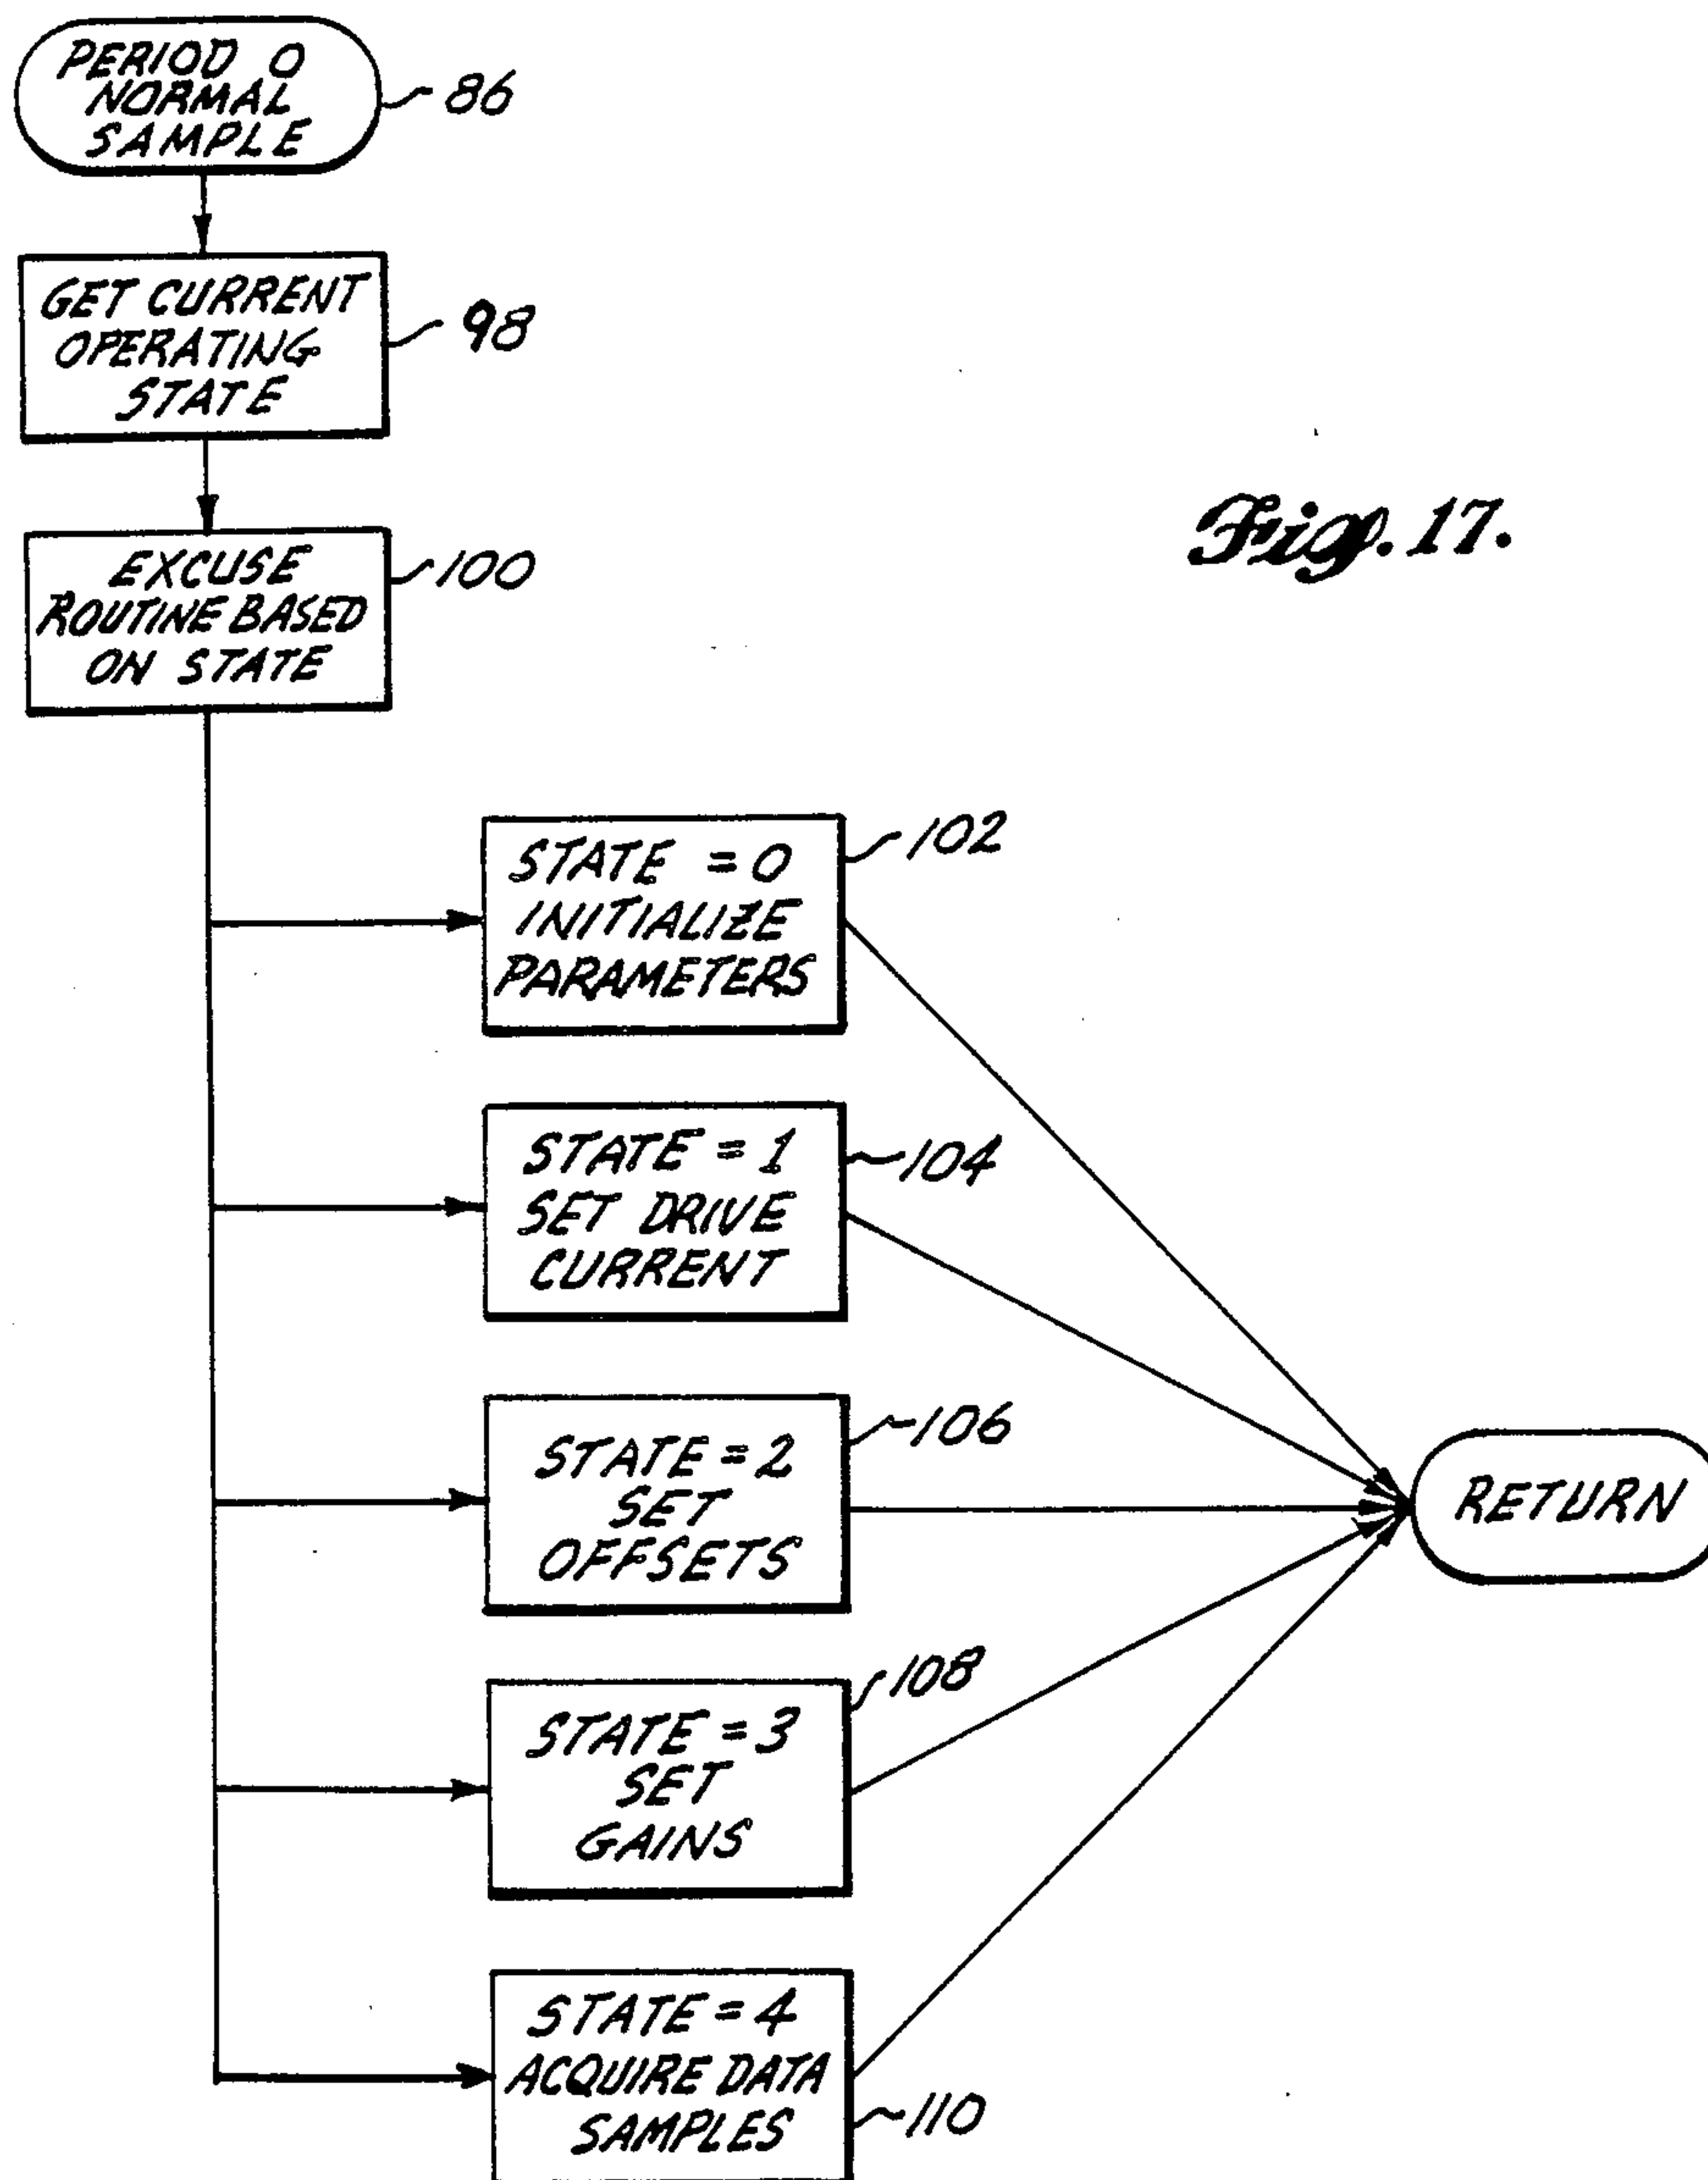 PERIOD 0
NORMAL
SAMPLE
86
GET CURRENT
OPERATING
STATE
98
EXCUSE
ROUTINE BASED
ON STATE
100
Fig. 17.
STATE = 0
INITIALIZE
PARAMETERS
102
STATE = 1
SET DRIVE
CURRENT
104
STATE = 2
SET
OFFSETS
106
RETURN
STATE = 3
SET
GAINS
108
STATE = 4
ACQUIRE DATA
SAMPLES
110